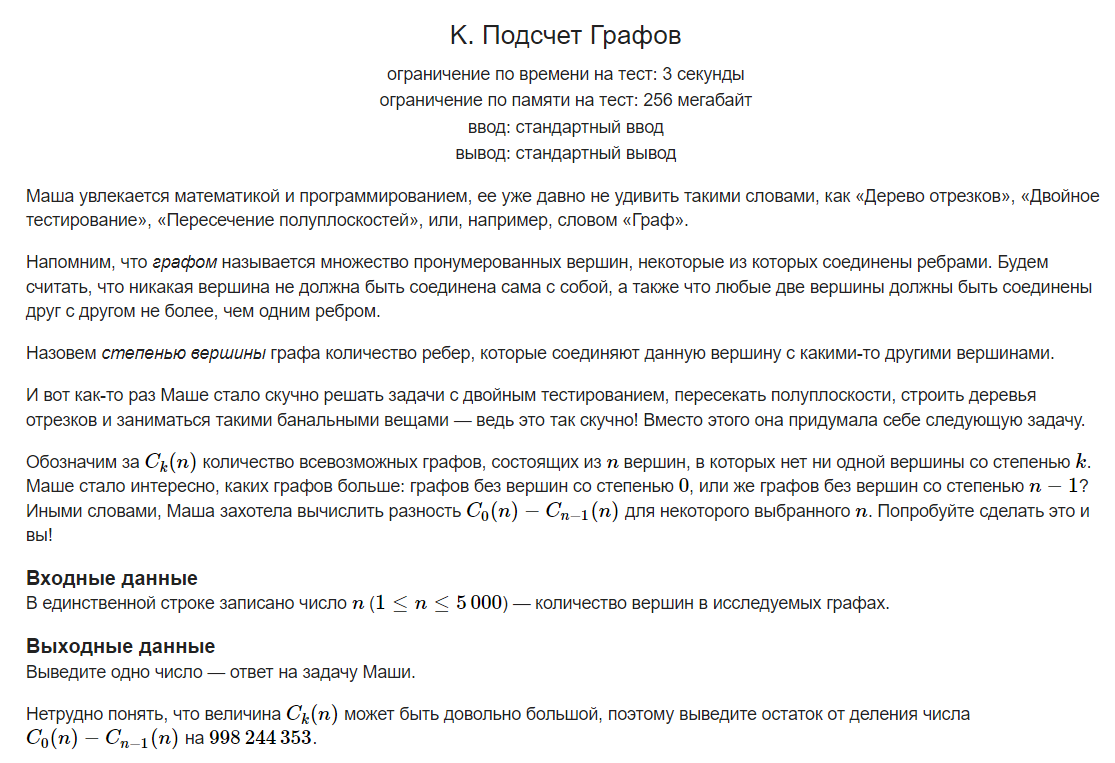 K. Подсчет Графов
ограничение по времени на тест: 3 секунды
ограничение по памяти на тест: 256 мегабайт
ввод: стандартный ввод
вывод: стандартный вывод
Маша увлекается математикой и программированием, ее уже давно не удивить такими словами, как «Дерево отрезков», «Двойное
тестирование», «Пересечение полуплоскостей», или, например, словом «Граф».
Напомним, что графом называется множество пронумерованных вершин, некоторые из которых соединены ребрами. Будем
считать, что никакая вершина не должна быть соединена сама с собой, а также что любые две вершины должны быть соединены
друг с другом не более, чем одним ребром.
Назовем степенью вершины графа количество ребер, которые соединяют данную вершину с какими-то другими вершинами.
И вот как-то раз Маше стало скучно решать задачи с двойным тестированием, пересекать полуплоскости, строить деревья
отрезков и заниматься такими банальными вещами — ведь это так скучно! Вместо этого она придумала себе следующую задачу.
Обозначим за $C_k(n)$ количество всевозможных графов, состоящих из $n$ вершин, в которых нет ни одной вершины со степенью $k$.
Маше стало интересно, каких графов больше: графов без вершин со степенью $0$, или же графов без вершин со степенью $n - 1$?
Иными словами, Маша захотела вычислить разность $C_0(n) - C_{n-1}(n)$ для некоторого выбранного $n$. Попробуйте сделать это и
вы!
Входные данные
В единственной строке записано число $n$ ($1 \le n \le 5\,000$) — количество вершин в исследуемых графах.
Выходные данные
Выведите одно число — ответ на задачу Маши.
Нетрудно понять, что величина $C_k(n)$ может быть довольно большой, поэтому выведите остаток от деления числа
$C_0(n) - C_{n-1}(n)$ на $998\,244\,353$.